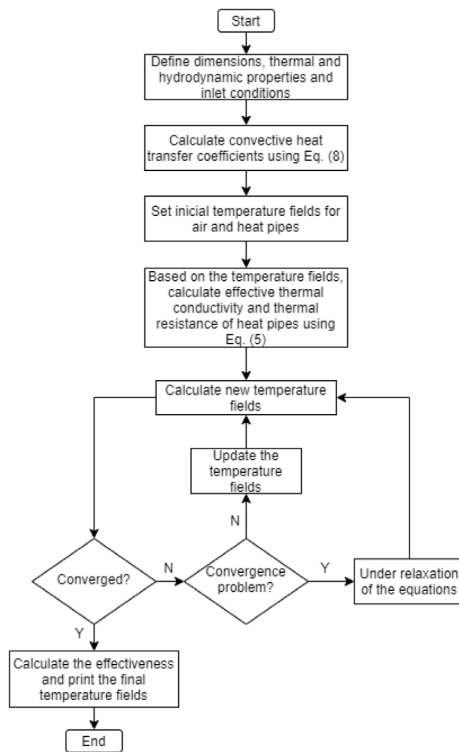 Start
Define dimensions, thermal and
hydrodynamic properties and
inlet conditions
Calculate convective heat
transfer coefficients using Eq. (8)
Set inicial temperature fields for
air and heat pipes
Based on the temperature fields,
calculate effective thermal
conductivity and thermal
resistance of heat pipes using
Eq. (5)
Calculate new temperature
fields
Update the
temperature
fields
N
Converged?
N
Convergence
problem?
Y
Under relaxation
of the equations
Y
Calculate the effectiveness
and print the final
temperature fields
End